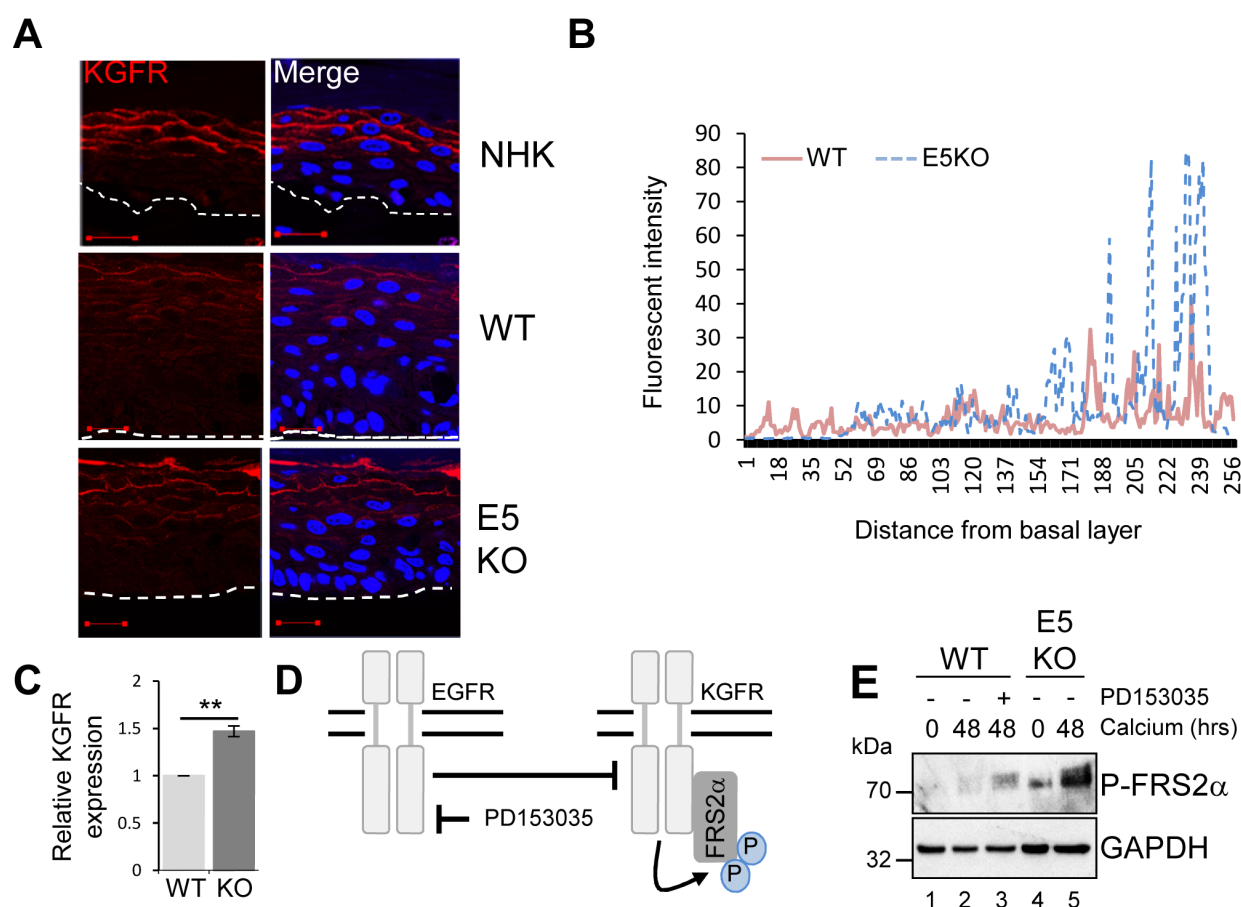 A
KGFR
Merge
NHK
WT
E5
KO
B
90
80
70
60
50
40
30
20
10
0
WT
E5KO
Fluorescent intensity
1
18
35
52
69
86
103
120
137
154
171
188
205
222
239
256
Distance from basal layer
C
Relative KGFR
expression
2
1.5
1
0.5
0
**
WT
KO
D
EGFR
KGFR
PD153035
FRS2α
P
P
E
WT
E5
KO
- - + - - PD153035
0 48 48 0 48 Calcium (hrs)
kDa
70
P-FRS2α
32
GAPDH
1 2 3 4 5